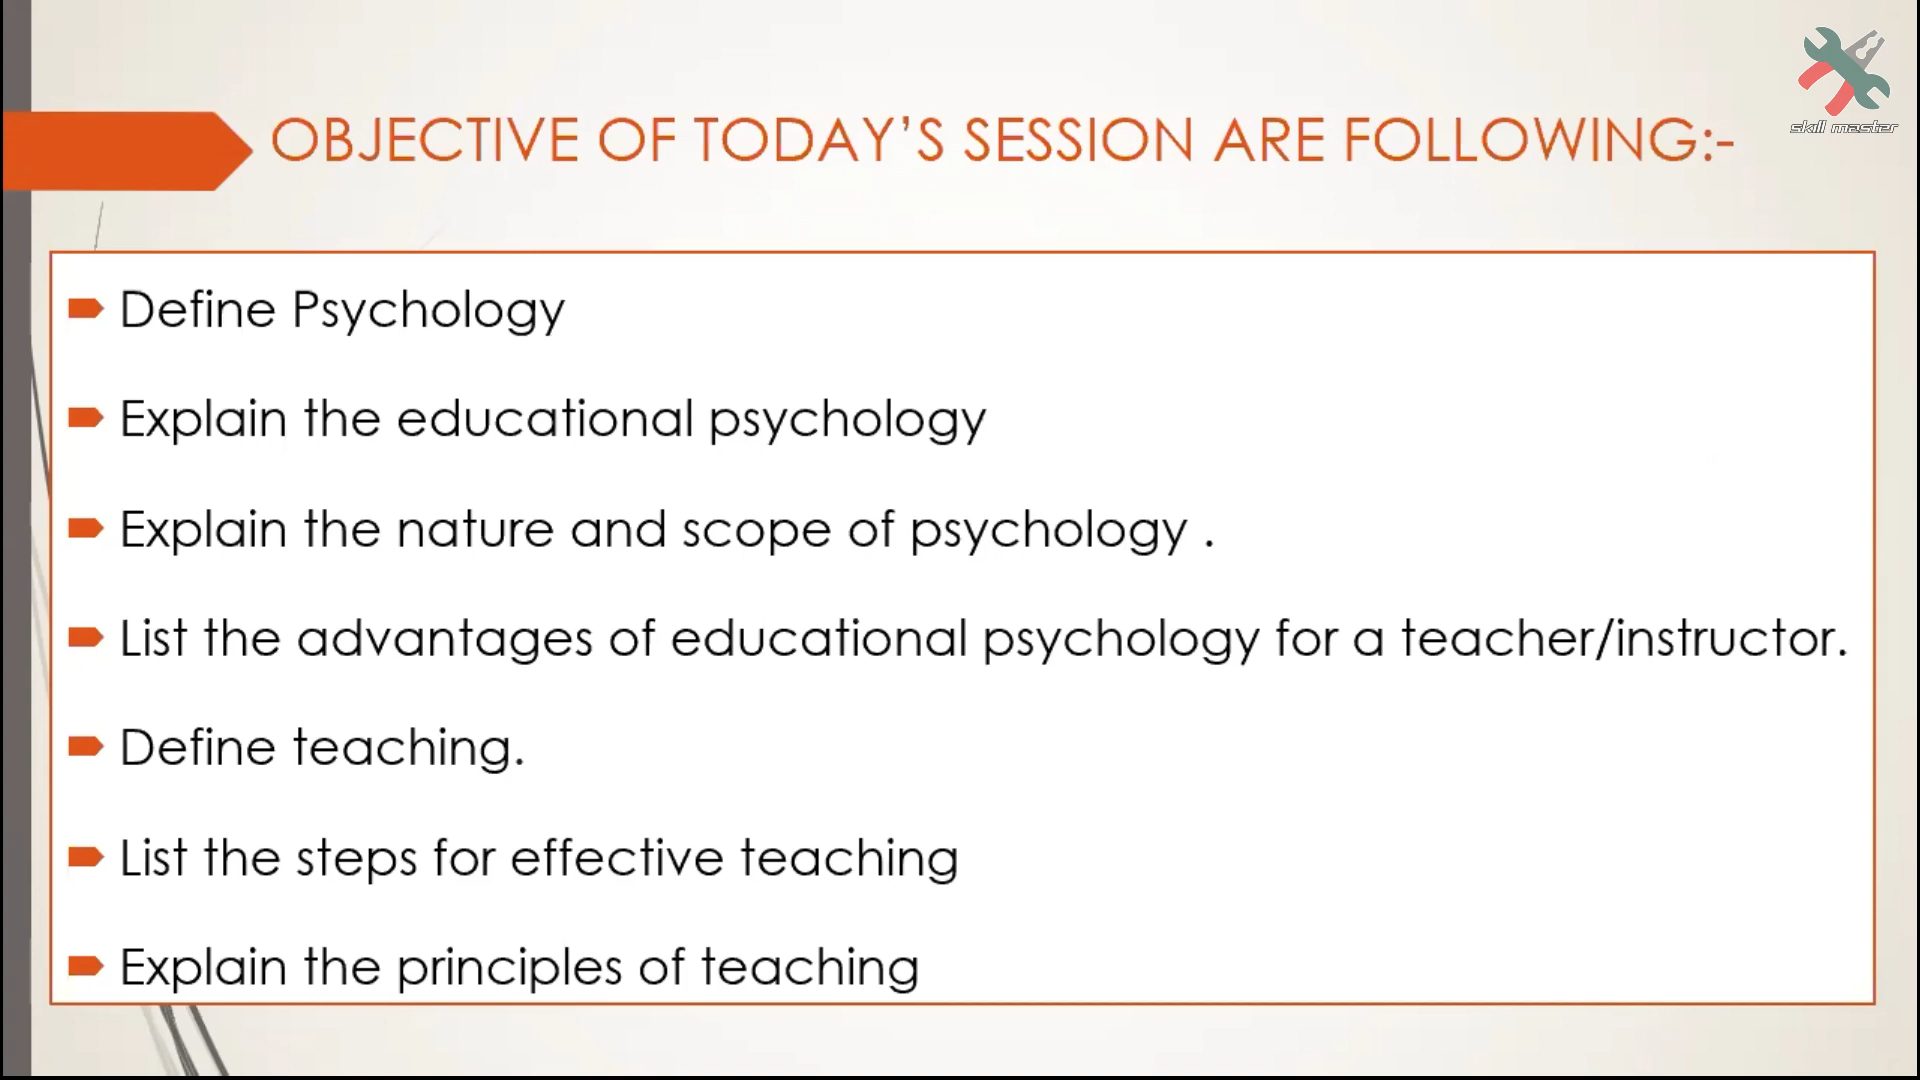 skill master
OBJECTIVE OF TODAY’S SESSION ARE FOLLOWING:-
Define Psychology
Explain the educational psychology
Explain the nature and scope of psychology .
List the advantages of educational psychology for a teacher/instructor.
Define teaching.
List the steps for effective teaching
Explain the principles of teaching